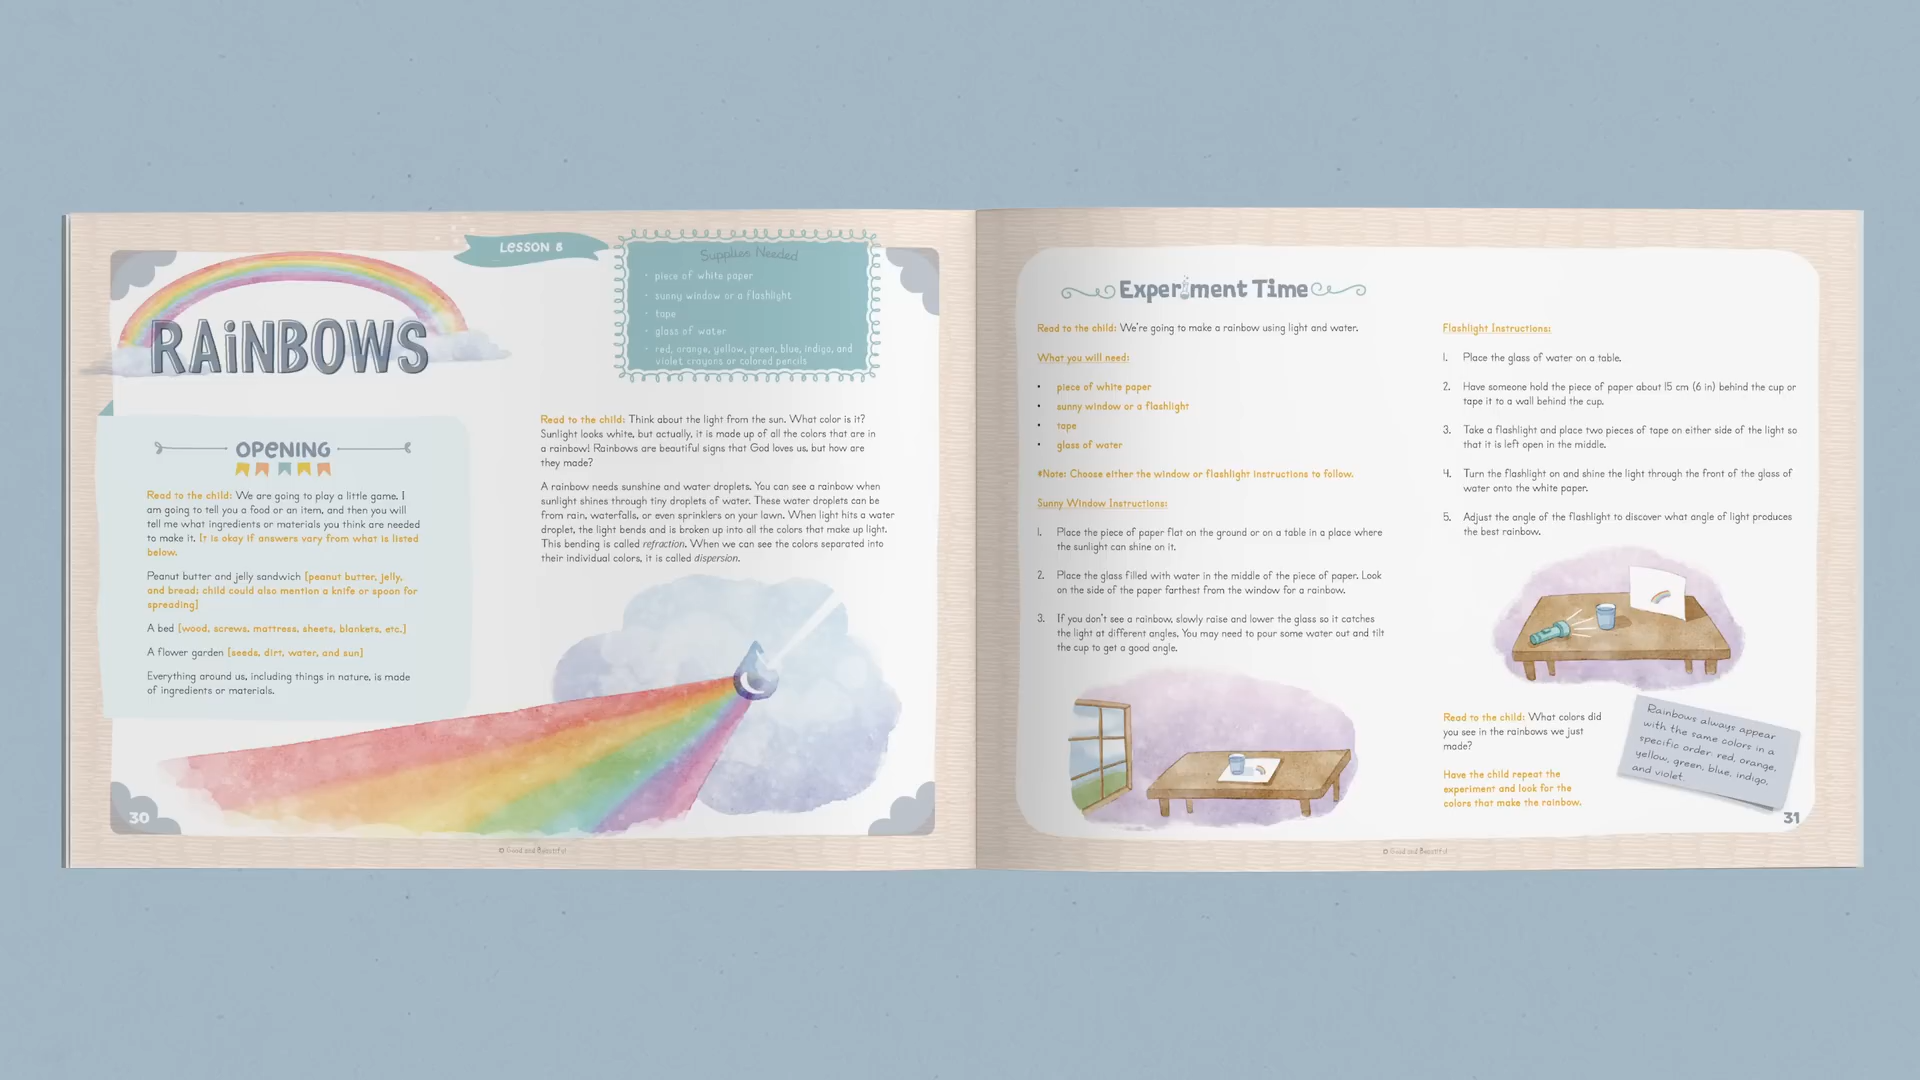 LESSON 8
RAiNBOWS
Supplies Needed
· piece of white paper
· sunny window or a flashlight
· tape
· glass of water
· red, orange, yellow, green, blue, indigo, and
violet crayons or colored pencils
OPENING
Read to the child: We are going to play a little game. I
am going to tell you a food or an item, and then you will
tell me what ingredients or materials you think are needed
to make it. [It is okay if answers vary from what is listed
below.
Peanut butter and jelly sandwich [peanut butter, jelly,
and bread; child could also mention a knife or spoon for
spreading]
A bed [wood, screws, mattress, sheets, blankets, etc.]
A flower garden [seeds, dirt, water, and sun]
Everything around us, including things in nature, is made
of ingredients or materials.
Read to the child: Think about the light from the sun. What color is it?
Sunlight looks white, but actually, it is made up of all the colors that are in
a rainbow! Rainbows are beautiful signs that God loves us, but how are
they made?
A rainbow needs sunshine and water droplets. You can see a rainbow when
sunlight shines through tiny droplets of water. These water droplets can be
from rain, waterfalls, or even sprinklers on your lawn. When light hits a water
droplet, the light bends and is broken up into all the colors that make up light.
This bending is called refraction. When we can see the colors separated into
their individual colors, it is called dispersion.
30
© Good and Beautiful
Experiment Time
Read to the child: We're going to make a rainbow using light and water.
What you will need:
• piece of white paper
• sunny window or a flashlight
• tape
• glass of water
*Note: Choose either the window or flashlight instructions to follow.
Sunny Window Instructions:
1. Place the piece of paper flat on the ground or on a table in a place where
the sunlight can shine on it.
2. Place the glass filled with water in the middle of the piece of paper. Look
on the side of the paper farthest from the window for a rainbow.
3. If you don't see a rainbow, slowly raise and lower the glass so it catches
the light at different angles. You may need to pour some water out and tilt
the cup to get a good angle.
Flashlight Instructions:
1. Place the glass of water on a table.
2. Have someone hold the piece of paper about 15 cm (6 in) behind the cup or
tape it to a wall behind the cup.
3. Take a flashlight and place two pieces of tape on either side of the light so
that it is left open in the middle.
4. Turn the flashlight on and shine the light through the front of the glass of
water onto the white paper.
5. Adjust the angle of the flashlight to discover what angle of light produces
the best rainbow.
Read to the child: What colors did
you see in the rainbows we just
made?
Have the child repeat the
experiment and look for the
colors that make the rainbow.
Rainbows always appear
with the same colors in a
specific order: red, orange,
yellow, green, blue, indigo,
and violet.
31
© Good and Beautiful